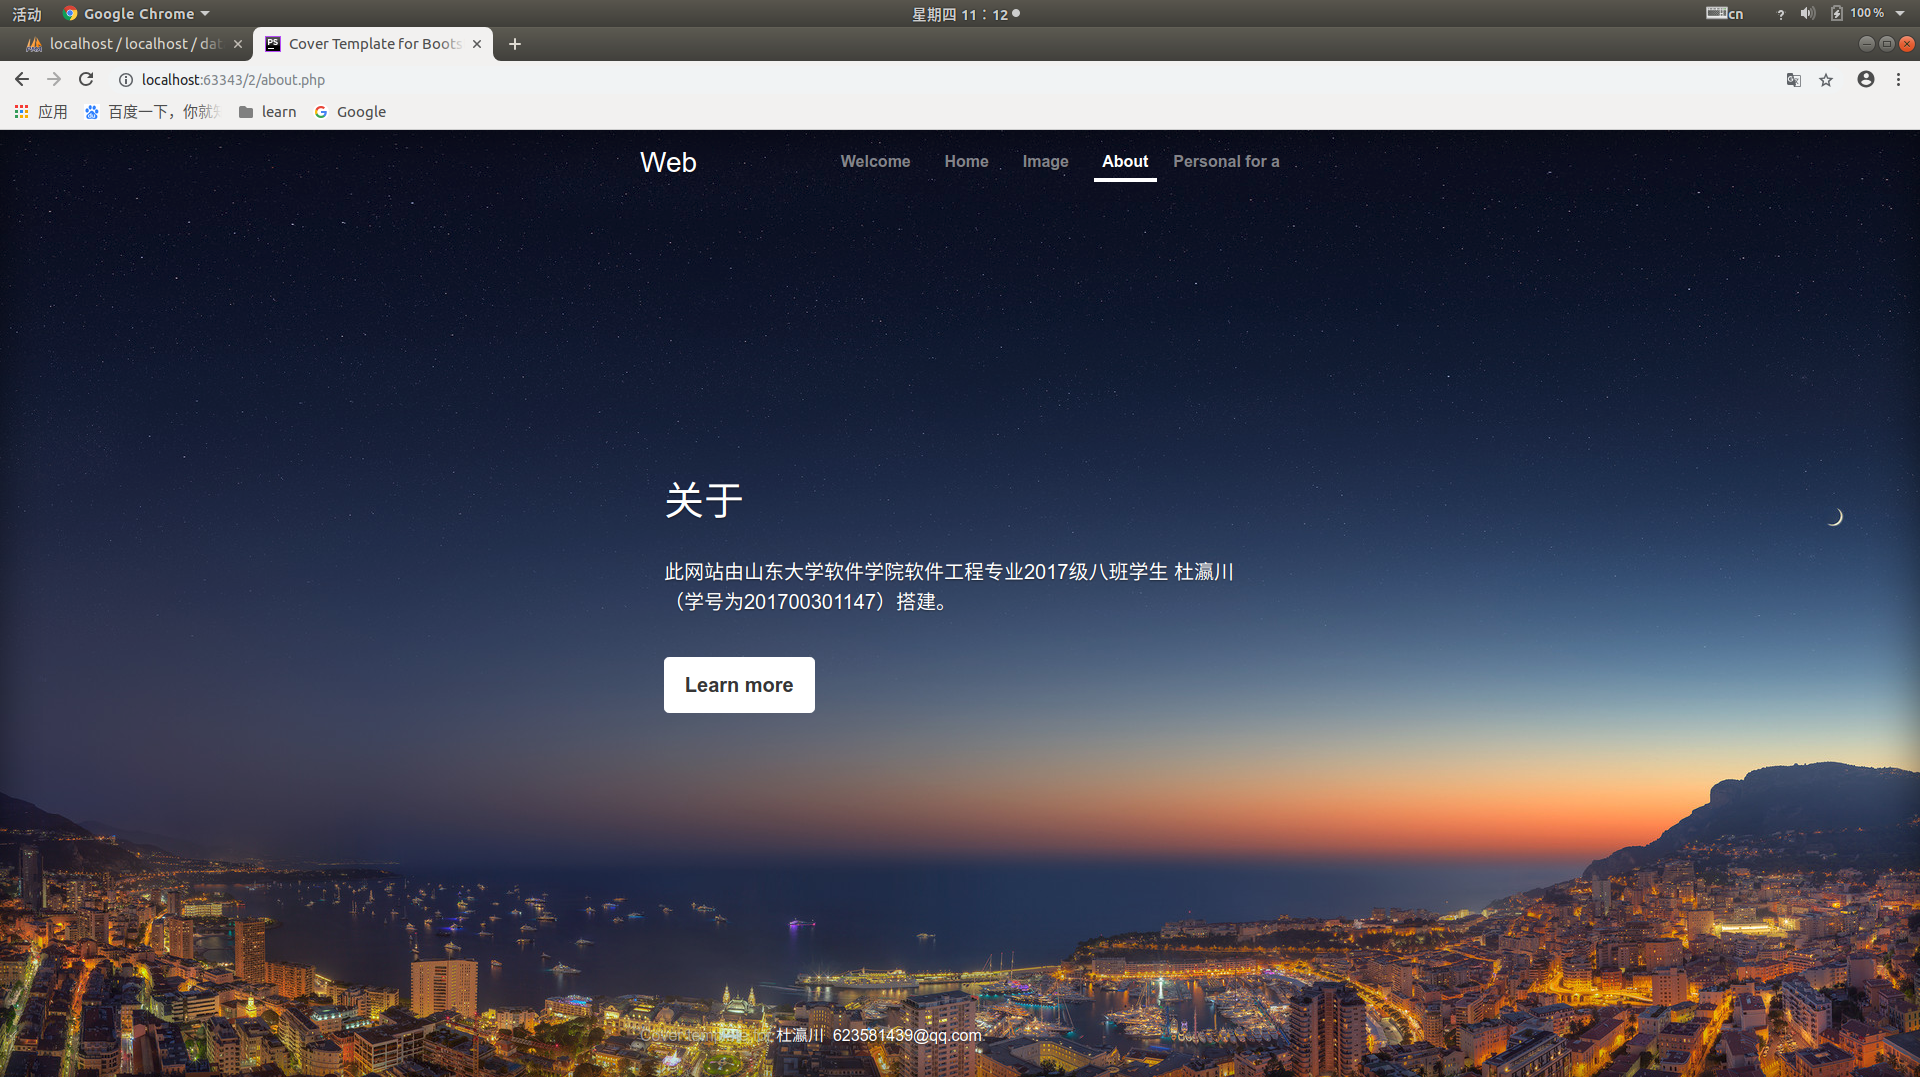 活动 Google Chrome 星期四 11：12 cn ? 100 %
localhost / localhost / dat Cover Template for Boots
localhost:63343/2/about.php
应用 百度一下，你就知 learn Google
Web Welcome Home Image About Personal for a
关于
此网站由山东大学软件学院软件工程专业2017级八班学生 杜瀛川
（学号为201700301147）搭建。
Learn more
Cover template 杜瀛川 623581439@qq.com